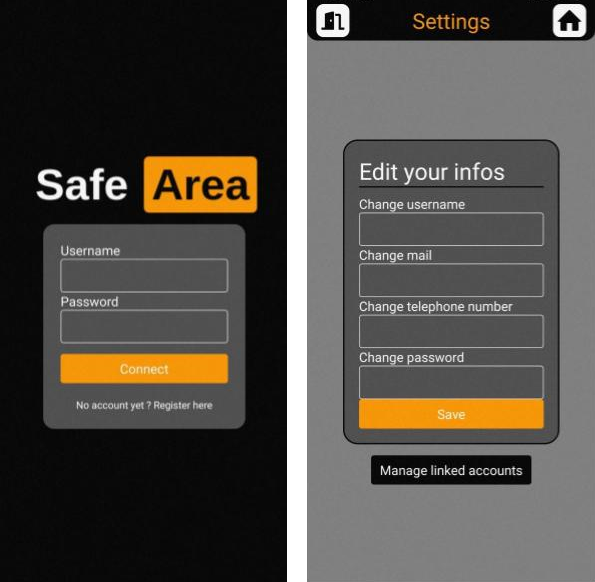 Safe Area
Username
Password
Connect
No account yet ? Register here
Settings
Edit your infos
Change username
Change mail
Change telephone number
Change password
Save
Manage linked accounts